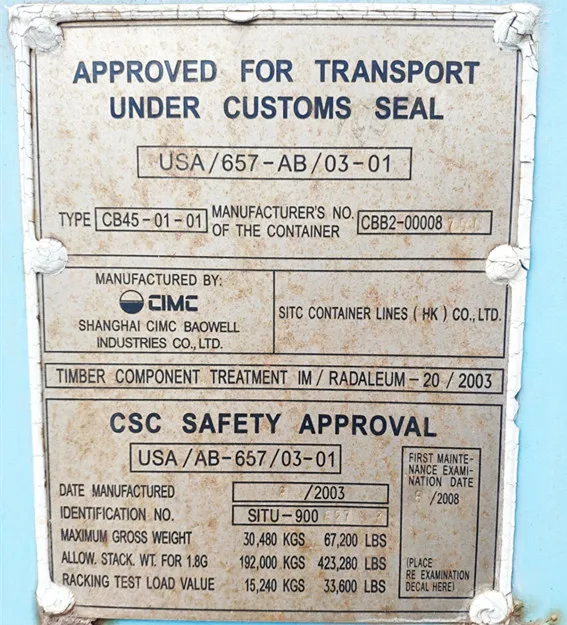 APPROVED FOR TRANSPORT
UNDER CUSTOMS SEAL
USA/657-AB/03-01
TYPE CB45-01-01 MANUFACTURER'S NO. OF THE CONTAINER CBB2-00008
MANUFACTURED BY:
CIMC
SHANGHAI CIMC BAOWELL
INDUSTRIES CO., LTD.
SITC CONTAINER LINES ( HK ) CO., LTD.
TIMBER COMPONENT TREATMENT IM / RADALEUM - 20 / 2003
CSC SAFETY APPROVAL
USA/AB-657/03-01
DATE MANUFACTURED /2003
IDENTIFICATION NO. SITU-900
MAXIMUM GROSS WEIGHT 30,480 KGS 67,200 LBS
ALLOW. STACK. WT. FOR 1.8G 192,000 KGS 423,280 LBS
RACKING TEST LOAD VALUE 15,240 KGS 33,600 LBS
FIRST MAINTE-
NANCE EXAMI-
NATION DATE
/2008
(PLACE
RE EXAMINATION
DECAL HERE)